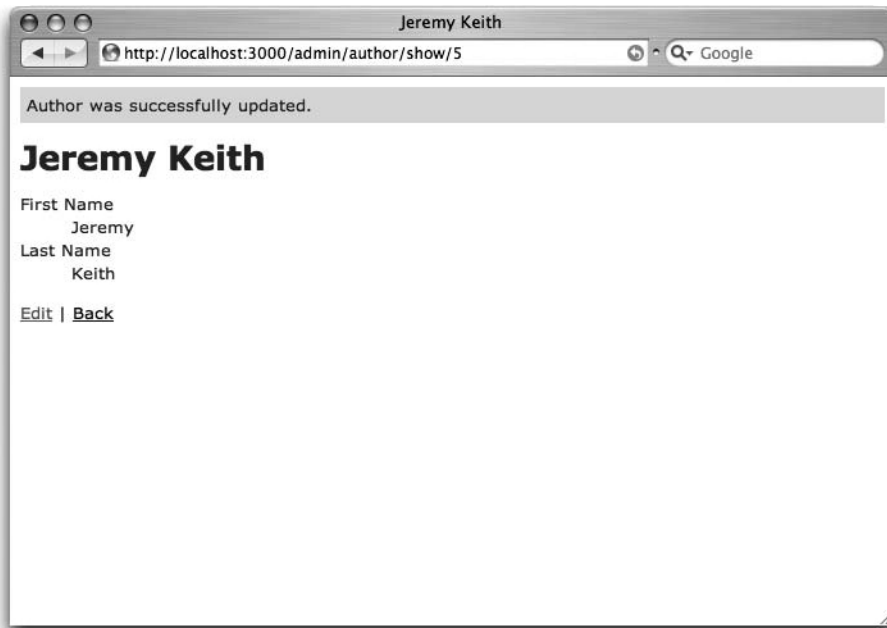 Jeremy Keith
http://localhost:3000/admin/author/show/5
Google
Author was successfully updated.
Jeremy Keith
First Name
Jeremy
Last Name
Keith
Edit | Back